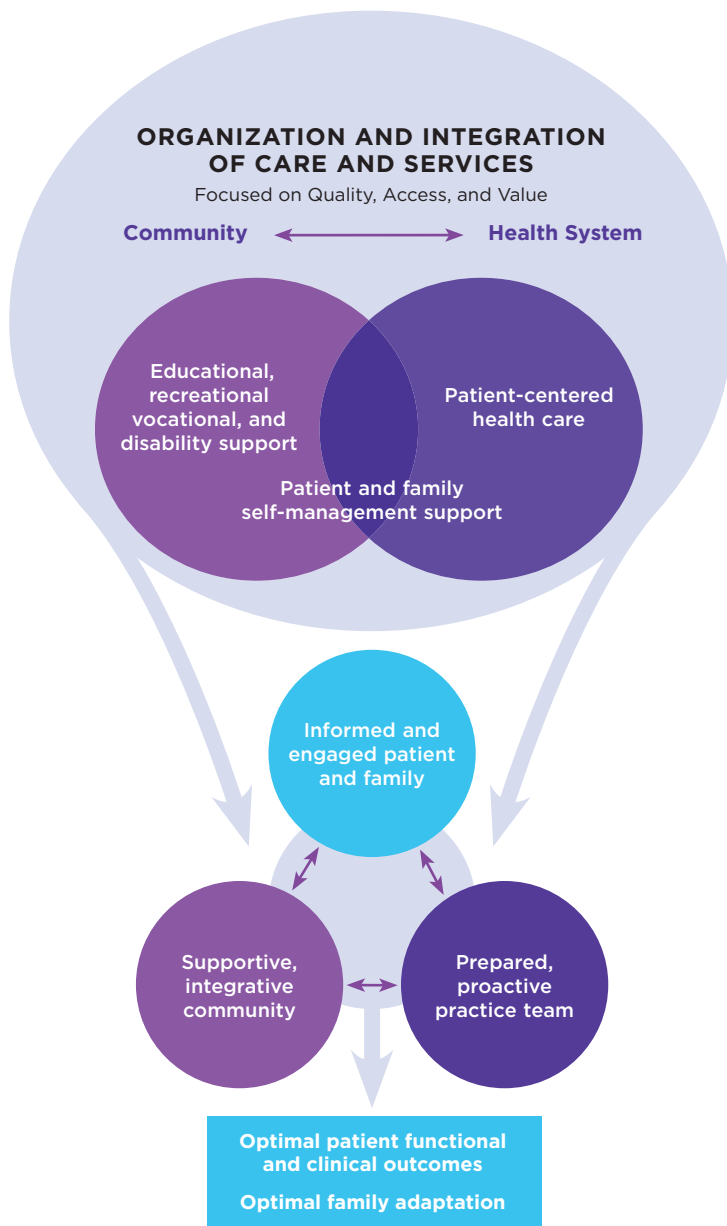 ORGANIZATION AND INTEGRATION
OF CARE AND SERVICES
Focused on Quality, Access, and Value
Community
Health System
Educational,
recreational
vocational, and
disability support
Patient-centered
health care
Patient and family
self-management support
Informed and
engaged patient
and family
Supportive,
integrative
community
Prepared,
proactive
practice team
Optimal patient functional
and clinical outcomes
Optimal family adaptation